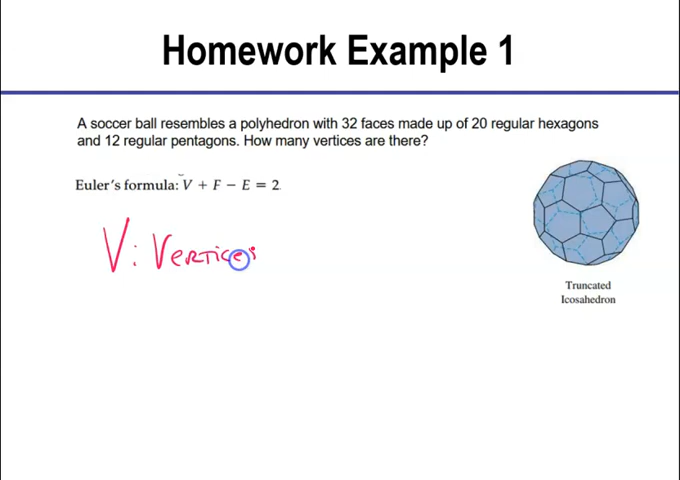 Homework Example 1
A soccer ball resembles a polyhedron with 32 faces made up of 20 regular hexagons
and 12 regular pentagons. How many vertices are there?
Euler's formula: V + F − E = 2.
V: Vertices
Truncated
Icosahedron